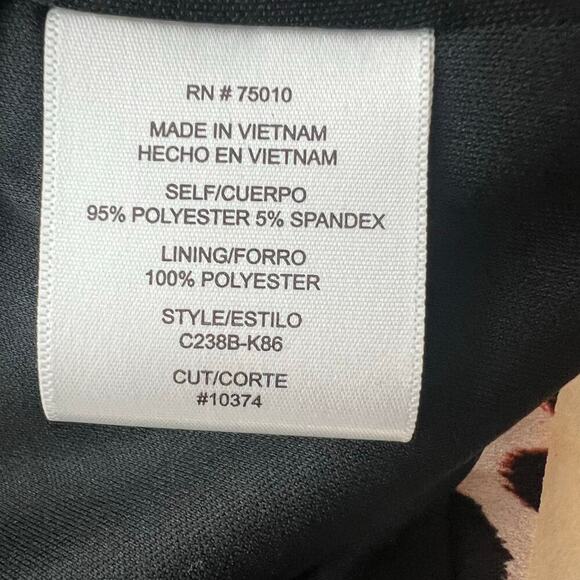 RN # 75010
MADE IN VIETNAM
HECHO EN VIETNAM
SELF/CUERPO
95% POLYESTER 5% SPANDEX
LINING/FORRO
100% POLYESTER
STYLE/ESTILO
C238B-K86
CUT/CORTE
#10374